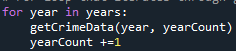 for year in years:
getCrimeData(year, yearCount)
yearCount +=1